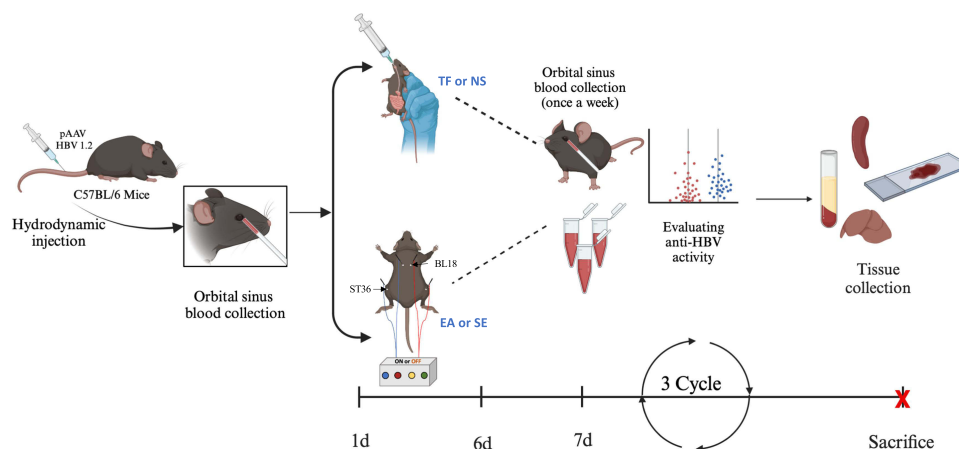 pAAV
HBV 1.2
C57BL/6 Mice
Hydrodynamic
injection
Orbital sinus
blood collection
TF or NS
BL18
ST36
EA or SE
ON or OFF
Orbital sinus
blood collection
(once a week)
Evaluating
anti-HBV
activity
Tissue
collection
3 Cycle
1d
6d
7d
X
Sacrifice